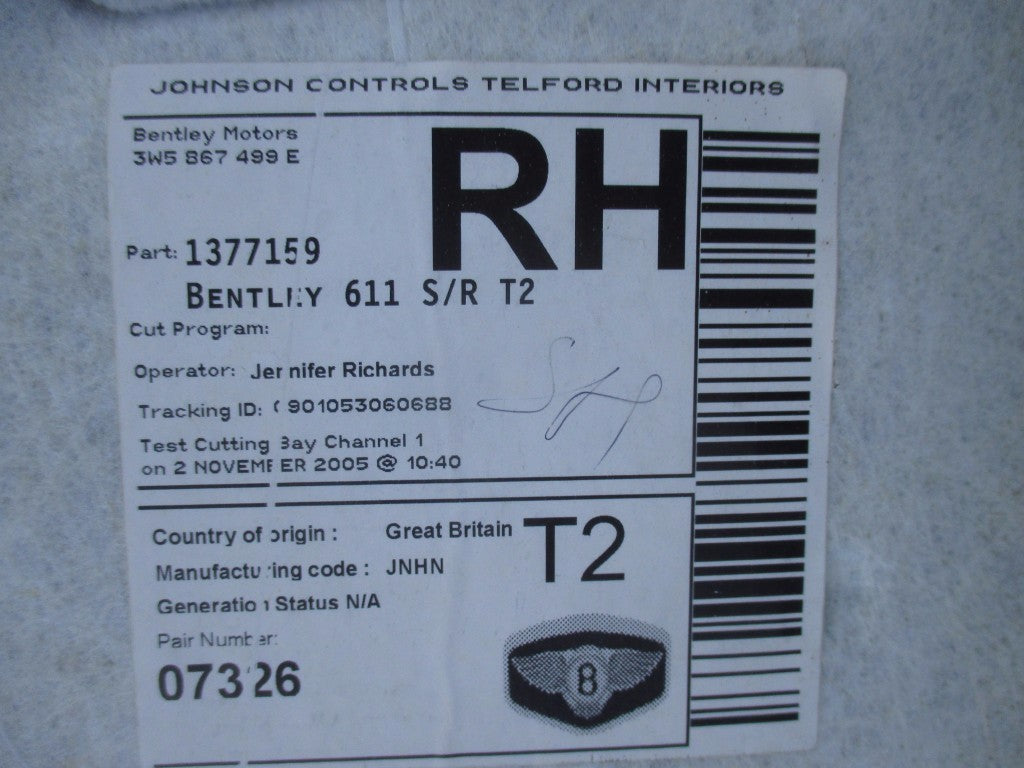 JOHNSON CONTROLS TELFORD INTERIORS
Bentley Motors
3W5 867 499 E
RH
Part: 1377159
BENTLEY 611 S/R T2
Cut Program:
Operator: Jennifer Richards
Tracking ID: 0901053060688
Test Cutting Bay Channel 1
on 2 NOVEMBER 2005 @ 10:40
Country of origin : Great Britain
T2
Manufacturing code : JNHN
Generation Status N/A
Pair Number:
07326
8